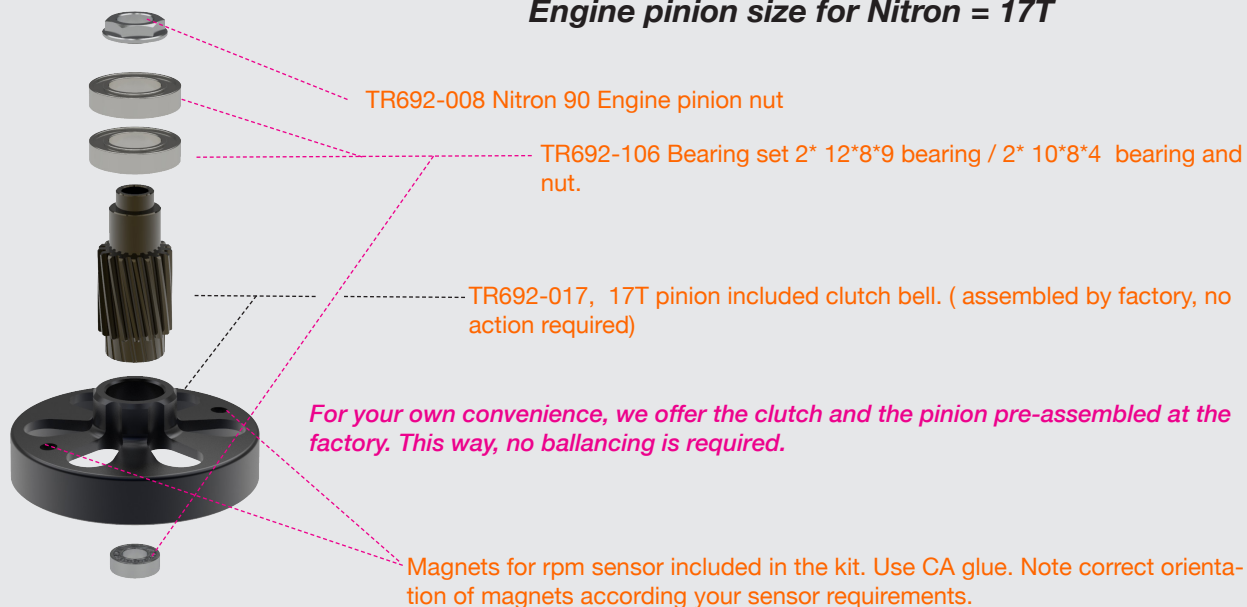 Engine pinion size for Nitron = 17T
TR692-008 Nitron 90 Engine pinion nut
TR692-106 Bearing set 2* 12*8*9 bearing / 2* 10*8*4  bearing and
nut.
TR692-017,  17T pinion included clutch bell. ( assembled by factory, no
action required)
For your own convenience, we offer the clutch and the pinion pre-assembled at the
factory. This way, no ballancing is required.
Magnets for rpm sensor included in the kit. Use CA glue. Note correct orienta-
tion of magnets according your sensor requirements.